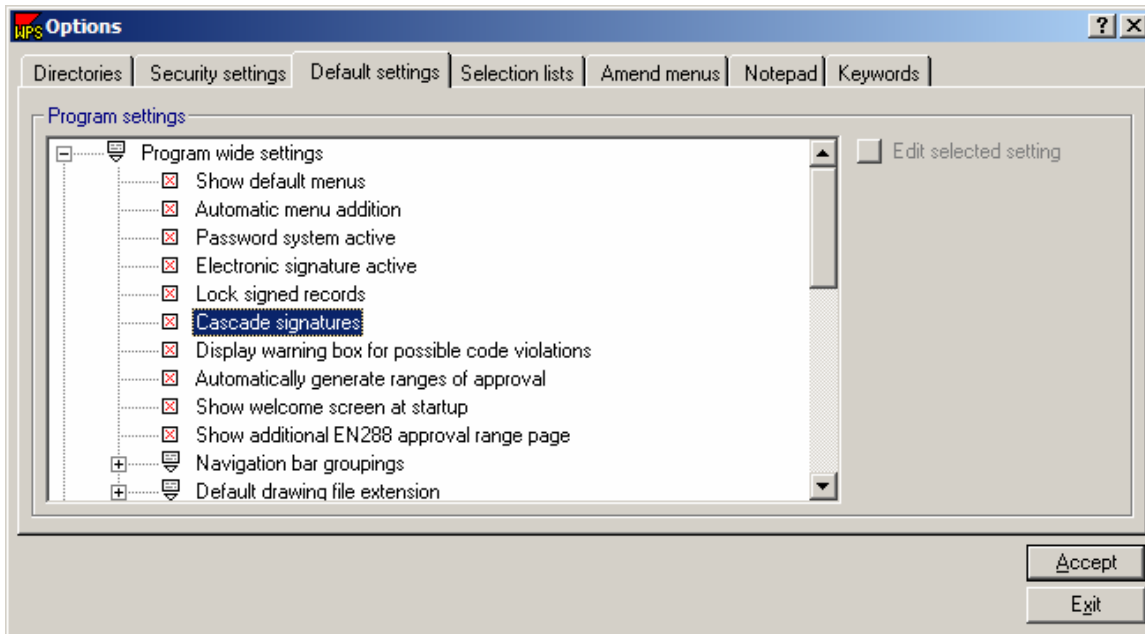 WPS Options ? X
Directories Security settings Default settings Selection lists Amend menus Notepad Keywords
Program settings
Program wide settings
Edit selected setting
Show default menus
Automatic menu addition
Password system active
Electronic signature active
Lock signed records
Cascade signatures
Display warning box for possible code violations
Automatically generate ranges of approval
Show welcome screen at startup
Show additional EN288 approval range page
Navigation bar groupings
Default drawing file extension
Accept
Exit